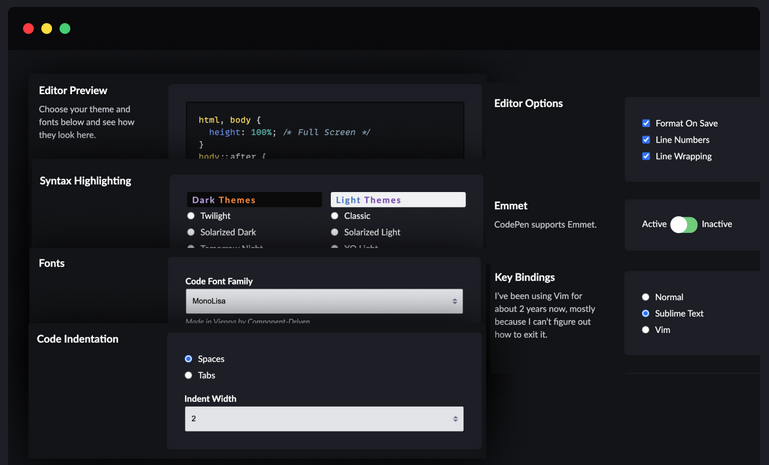 Editor Preview
Choose your theme and
fonts below and see how
they look here.
html, body {
height: 100%; /* Full Screen */
}
body::after {
Syntax Highlighting
Dark Themes
Twilight
Solarized Dark
Tomorrow Night
Light Themes
Classic
Solarized Light
XQ Light
Fonts
Code Font Family
MonoLisa
Made in Vienna by Component-Driven
Code Indentation
Spaces
Tabs
Indent Width
2
Editor Options
Format On Save
Line Numbers
Line Wrapping
Emmet
CodePen supports Emmet.
Active
Inactive
Key Bindings
I've been using Vim for
about 2 years now, mostly
because I can't figure out
how to exit it.
Normal
Sublime Text
Vim